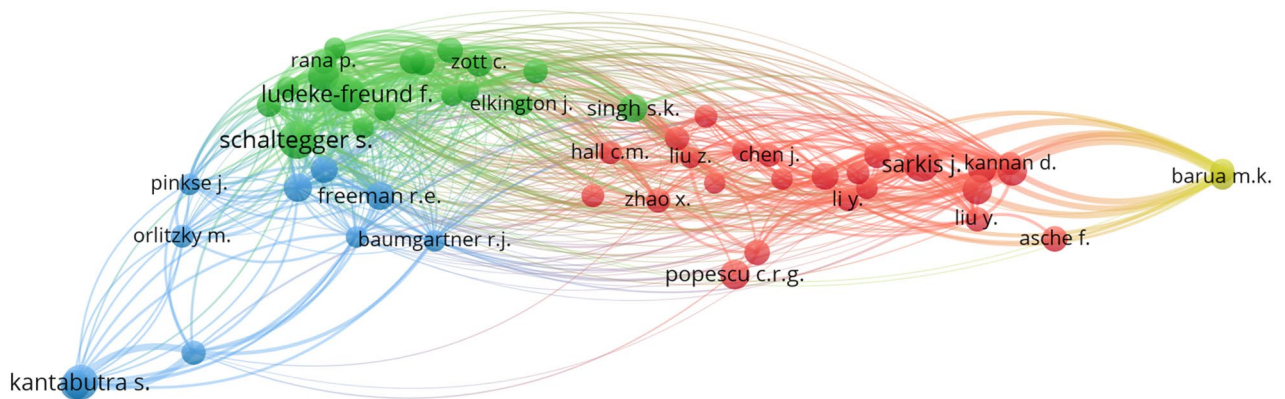 rana p.
zott c.
ludeke-freund f.
elkington j.
singh s.k.
schaltegger s.
hall c.m.
liu z.
chen j.
sarkis j.
kannan d.
barua m.k.
pinkse j.
freeman r.e.
zhao x.
li y.
liu y.
orlitzky m.
baumgartner r.j.
asche f.
popescu c.r.g.
kantabutra s.